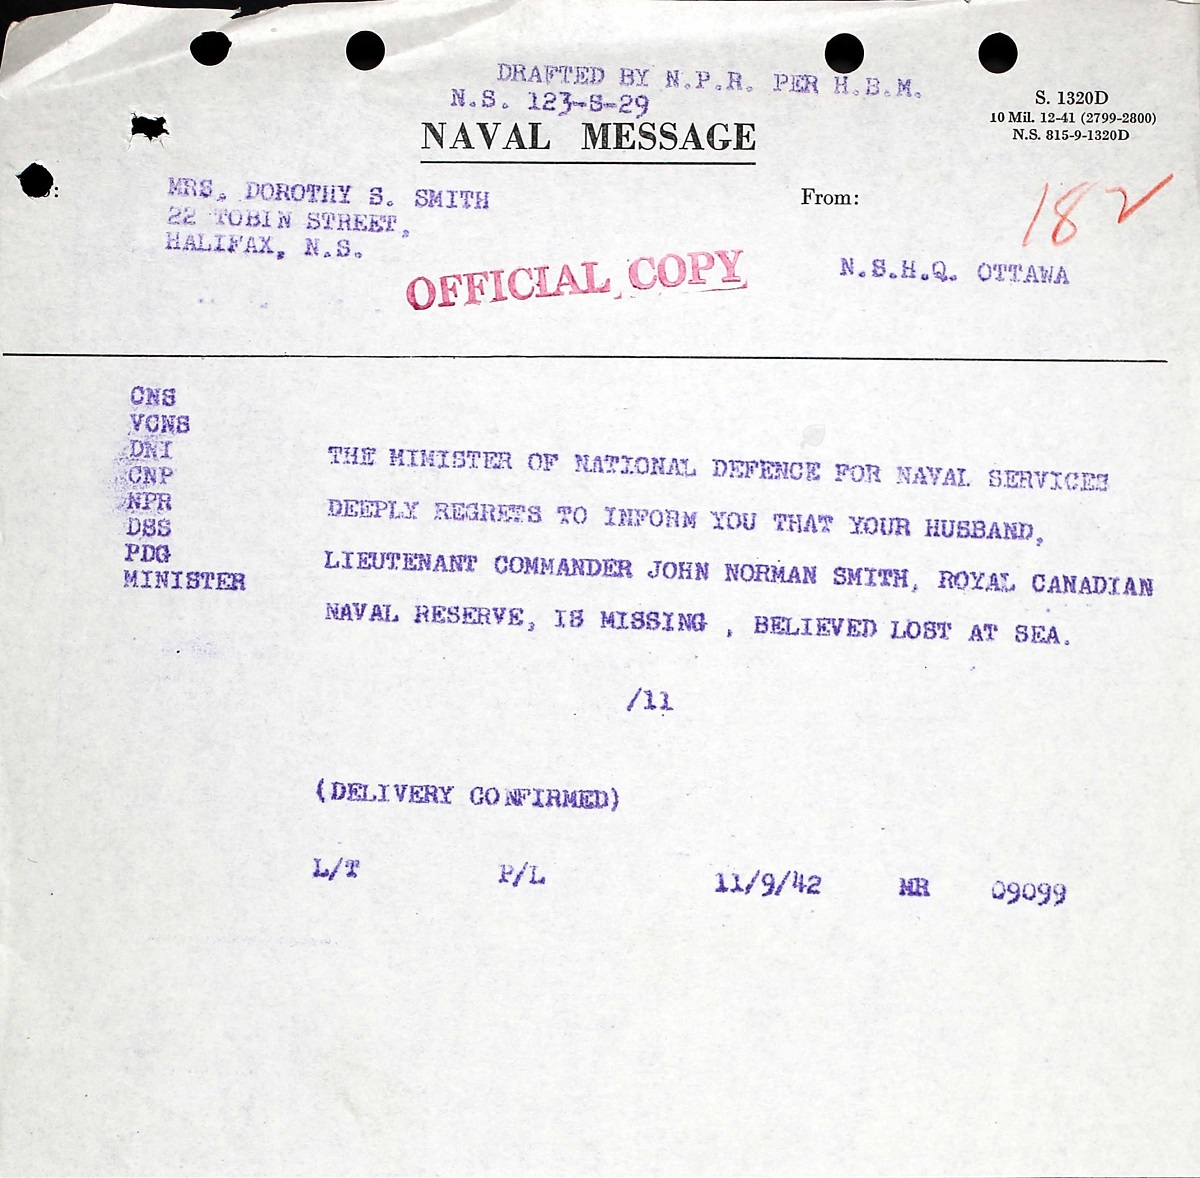 DRAFTED BY N.P.R. PER H.B.M.
N.S. 123-S-29
S. 1320D
10 Mil. 12-41 (2799-2800)
N.S. 815-9-1320D
NAVAL MESSAGE
MRS. DOROTHY S. SMITH
22 TOBIN STREET,
HALIFAX, N.S.
From:
182
N.S.H.Q. OTTAWA
OFFICIAL COPY
CNS
VCNS
DNI
CNP
NPR
DSS
PDG
MINISTER
THE MINISTER OF NATIONAL DEFENCE FOR NAVAL SERVICES
DEEPLY REGRETS TO INFORM YOU THAT YOUR HUSBAND,
LIEUTENANT COMMANDER JOHN NORMAN SMITH, ROYAL CANADIAN
NAVAL RESERVE, IS MISSING , BELIEVED LOST AT SEA.
/11
(DELIVERY CONFIRMED)
L/T P/L 11/9/42 MR 09099